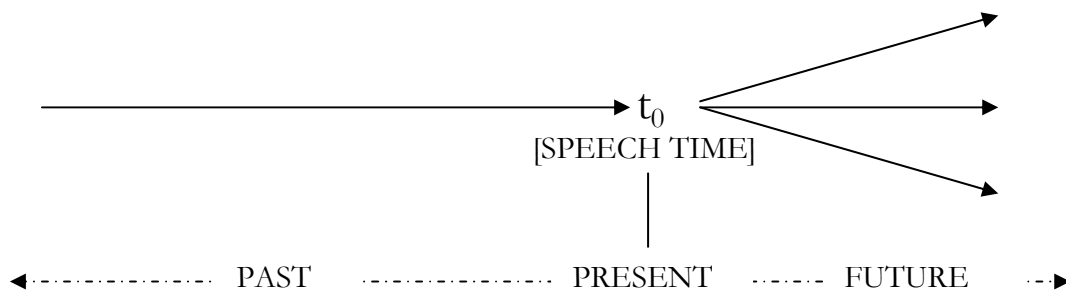 t₀
[SPEECH TIME]
PAST PRESENT FUTURE